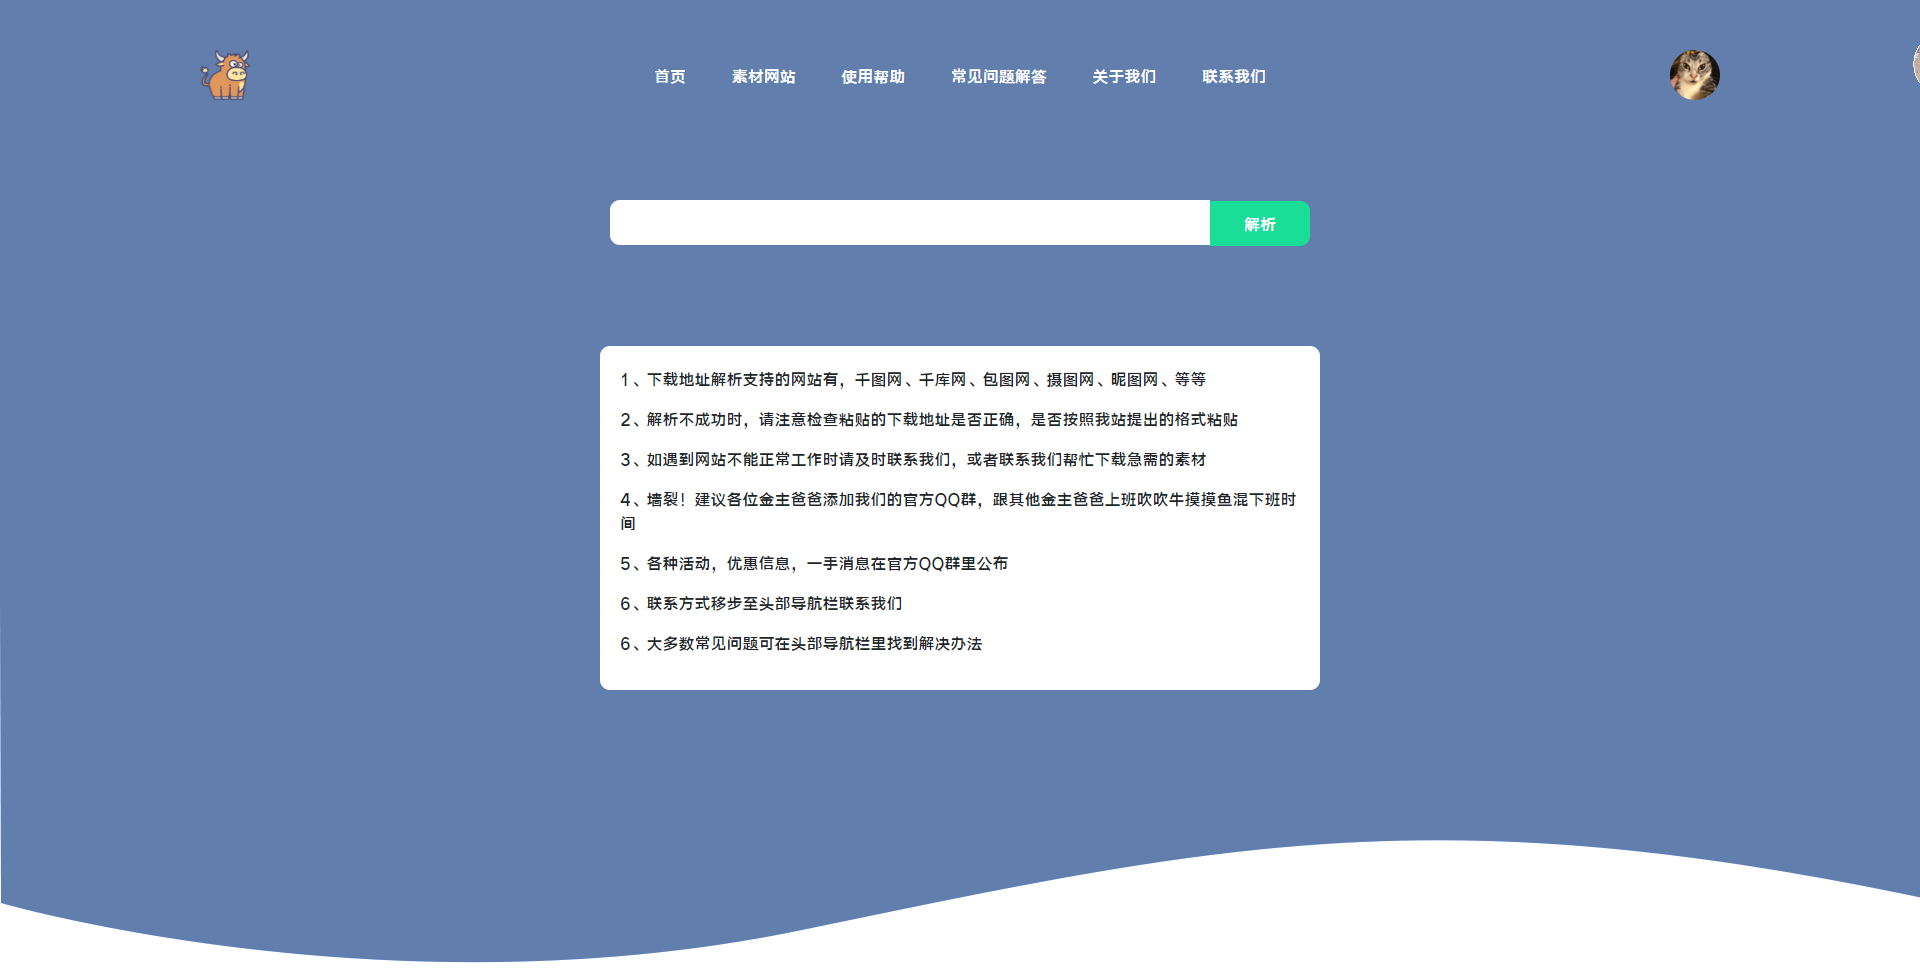 首页 素材网站 使用帮助 常见问题解答 关于我们 联系我们
解析
1、下载地址解析支持的网站有，千图网、千库网、包图网、摄图网、昵图网、等等
2、解析不成功时，请注意检查粘贴的下载地址是否正确，是否按照我站提出的格式粘贴
3、如遇到网站不能正常工作时请及时联系我们，或者联系我们帮忙下载急需的素材
4、墙裂！建议各位金主爸爸添加我们的官方QQ群，跟其他金主爸爸上班吹吹牛摸摸鱼混下班时
间
5、各种活动，优惠信息，一手消息在官方QQ群里公布
6、联系方式移步至头部导航栏联系我们
6、大多数常见问题可在头部导航栏里找到解决办法